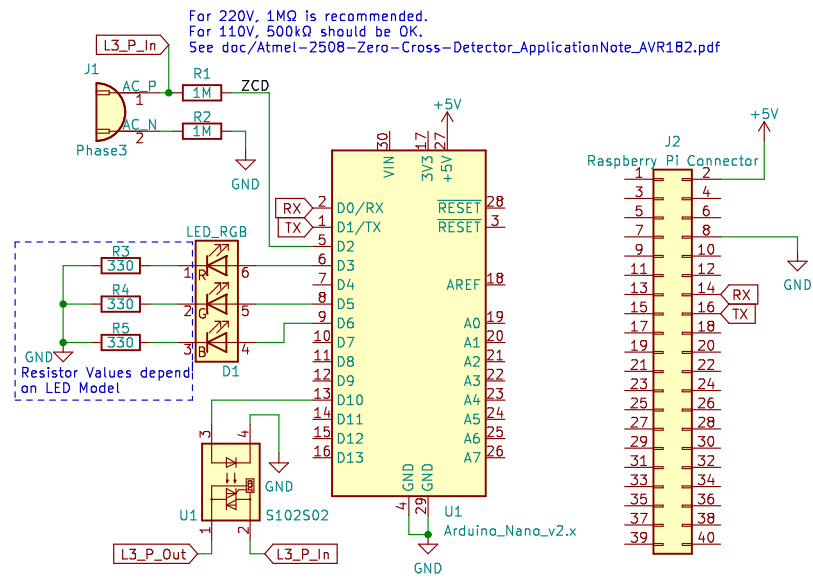 For 220V, 1MΩ is recommended.
For 110V, 500kΩ should be OK.
See doc/Atmel-2508-Zero-Cross-Detector_ApplicationNote_AVR182.pdf
L3_P_In
J1
AC_P
1
AC_N
2
Phase3
R1
1M
ZCD
R2
1M
GND
+5V
30
17
27
VIN
3V3
+5V
RX
2
D0/RX
RESET
28
TX
1
D1/TX
RESET
3
5
D2
6
D3
7
D4
AREF
18
8
D5
9
D6
A0
19
10
D7
A1
20
11
D8
A2
21
12
D9
A3
22
13
D10
A4
23
14
D11
A5
24
15
D12
A6
25
16
D13
A7
26
GND
GND
4
29
U1
Arduino_Nano_v2.x
GND
LED_RGB
R3
330
1
R
6
R4
330
2
G
5
R5
330
3
B
4
D1
GND
Resistor Values depend
on LED Model
3
4
GND
U1
S102S02
1
2
L3_P_Out
L3_P_In
+5V
J2
Raspberry Pi Connector
1
2
3
4
5
6
7
8
9
10
11
12
GND
13
14
RX
15
16
TX
17
18
19
20
21
22
23
24
25
26
27
28
29
30
31
32
33
34
35
36
37
38
39
40